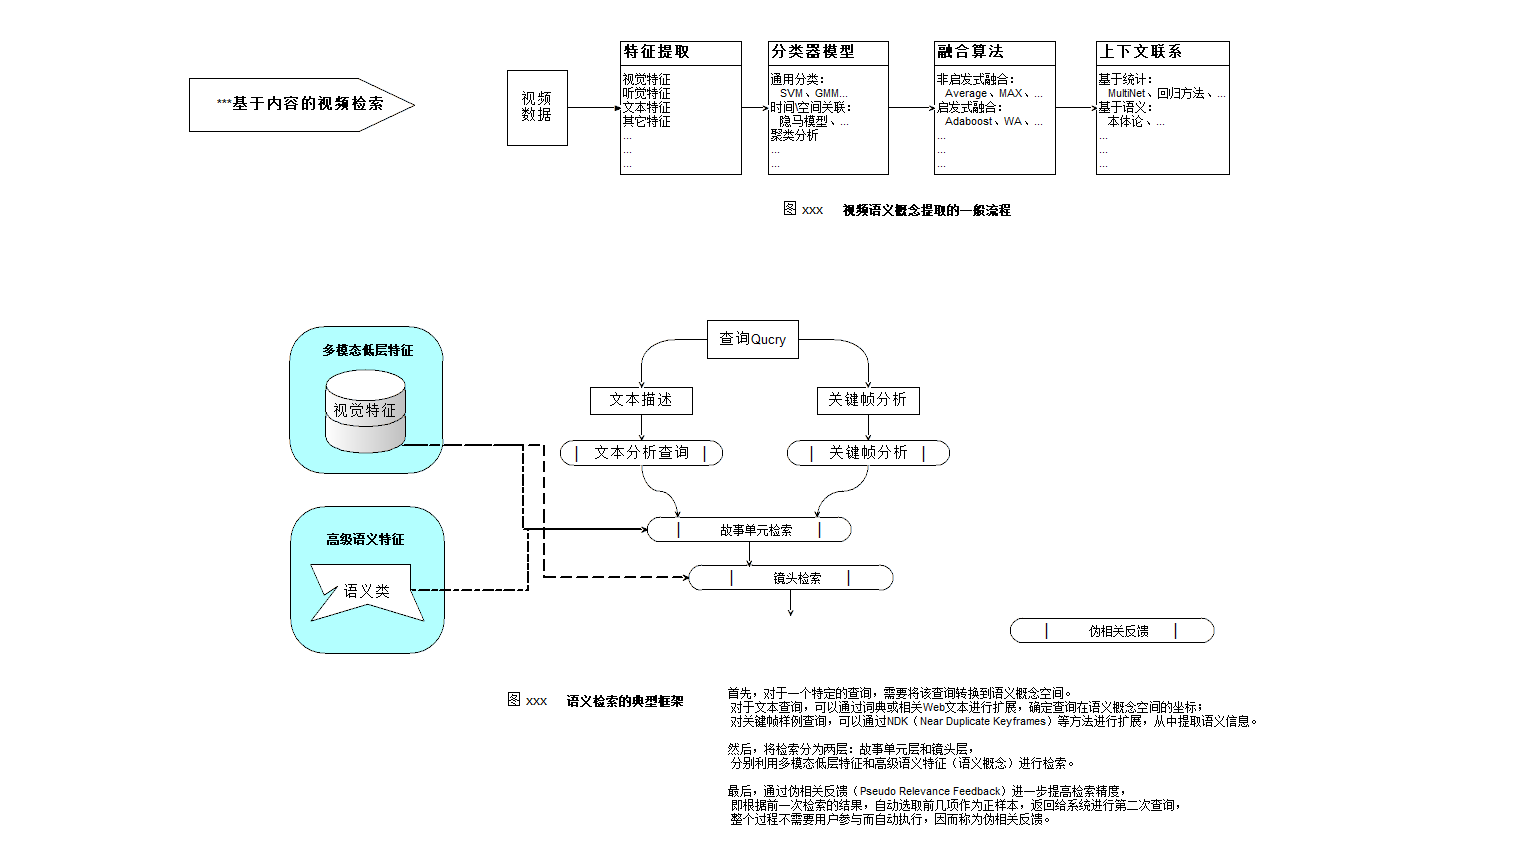 ***基于内容的视频检索
视频
数据
特征提取
视觉特征
听觉特征
文本特征
其它特征
...
...
...
分类器模型
通用分类：
SVM、GMM...
时间\空间关联：
隐马模型、...
聚类分析
...
...
融合算法
非启发式融合：
Average、MAX、...
启发式融合：
Adaboost、WA、...
...
...
...
上下文联系
基于统计：
MultiNet、回归方法、...
基于语义：
本体论、...
...
...
...
图 xxx 视频语义概念提取的一般流程
多模态低层特征
视觉特征
高级语义特征
语义类
查询Qucry
文本描述
关键帧分析
文本分析查询
关键帧分析
故事单元检索
镜头检索
伪相关反馈
图 xxx 语义检索的典型框架
首先，对于一个特定的查询，需要将该查询转换到语义概念空间。
对于文本查询，可以通过词典或相关Web文本进行扩展，确定查询在语义概念空间的坐标；
对关键帧样例查询，可以通过NDK（Near Duplicate Keyframes）等方法进行扩展，从中提取语义信息。
然后，将检索分为两层：故事单元层和镜头层，
分别利用多模态低层特征和高级语义特征（语义概念）进行检索。
最后，通过伪相关反馈（Pseudo Relevance Feedback）进一步提高检索精度，
即根据前一次检索的结果，自动选取前几项作为正样本，返回给系统进行第二次查询，
整个过程不需要用户参与而自动执行，因而称为伪相关反馈。